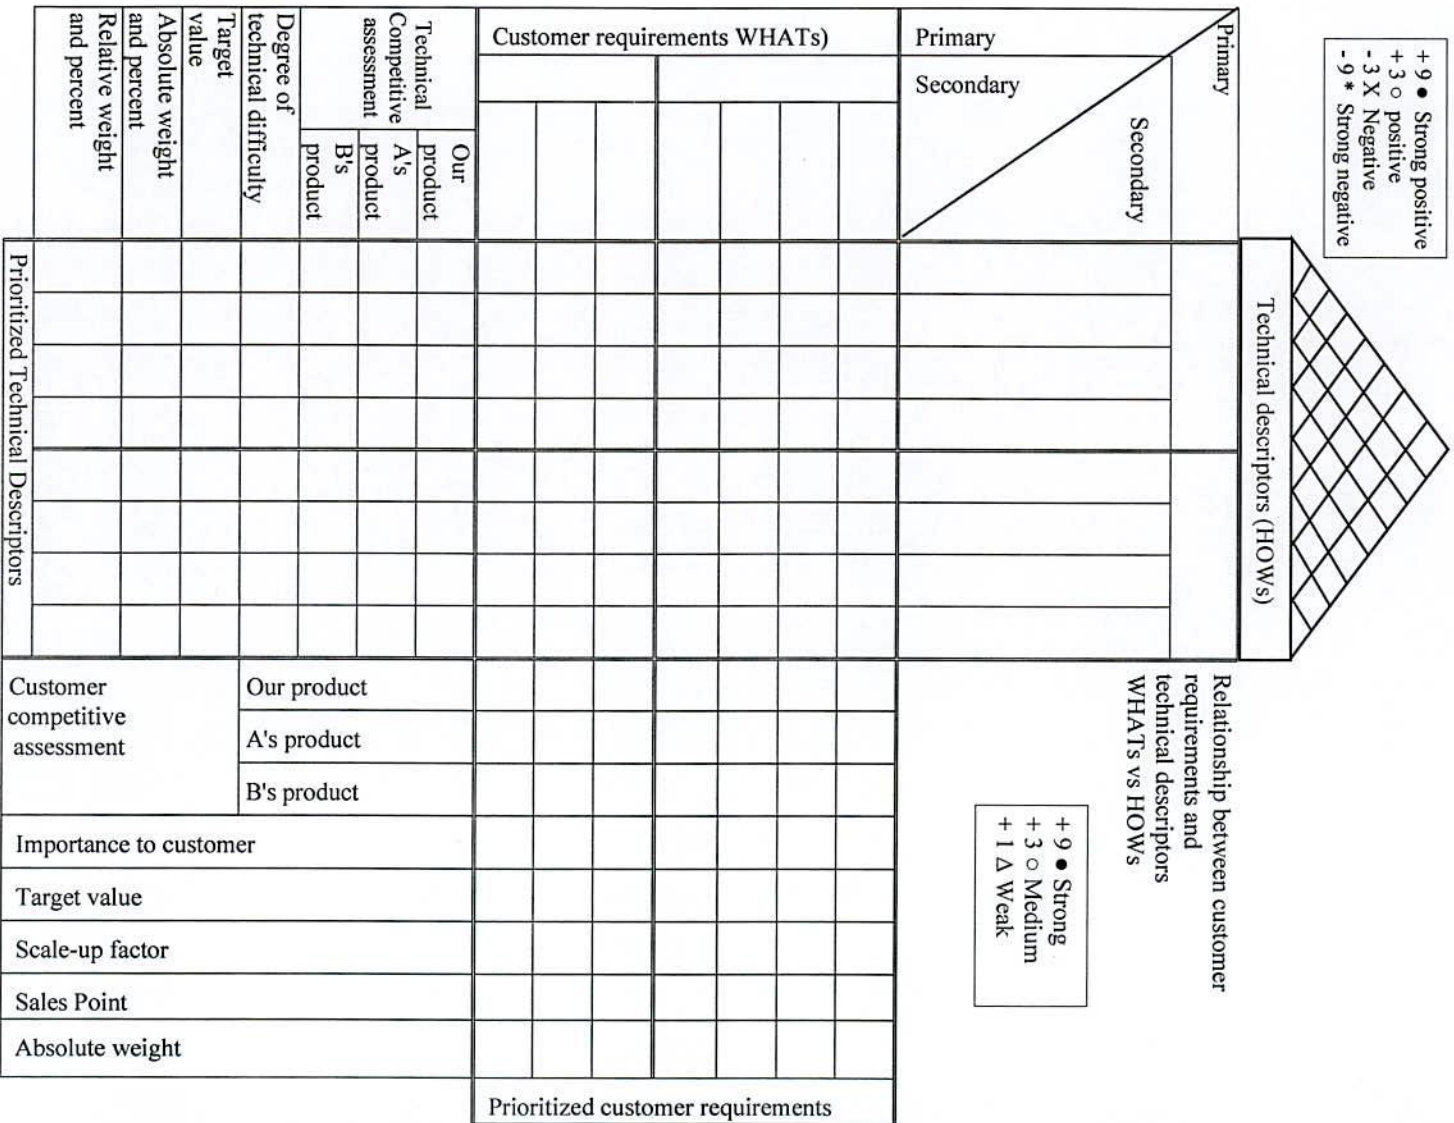 + 9 ● Strong positive
+ 3 ○ positive
- 3 X Negative
- 9 * Strong negative
Technical descriptors (HOWs)
Primary
Secondary
Primary
Secondary
Relationship between customer
requirements and
technical descriptors
WHATs vs HOWs
+ 9 ● Strong
+ 3 ○ Medium
+ 1 Δ Weak
Customer requirements WHATs)
Technical
Competitive
assessment
Our
product
A's
product
B's
product
Degree of
technical difficulty
Target
value
Absolute weight
and percent
Relative weight
and percent
Prioritized Technical Descriptors
Customer
competitive
assessment
Our product
A's product
B's product
Importance to customer
Target value
Scale-up factor
Sales Point
Absolute weight
Prioritized customer requirements